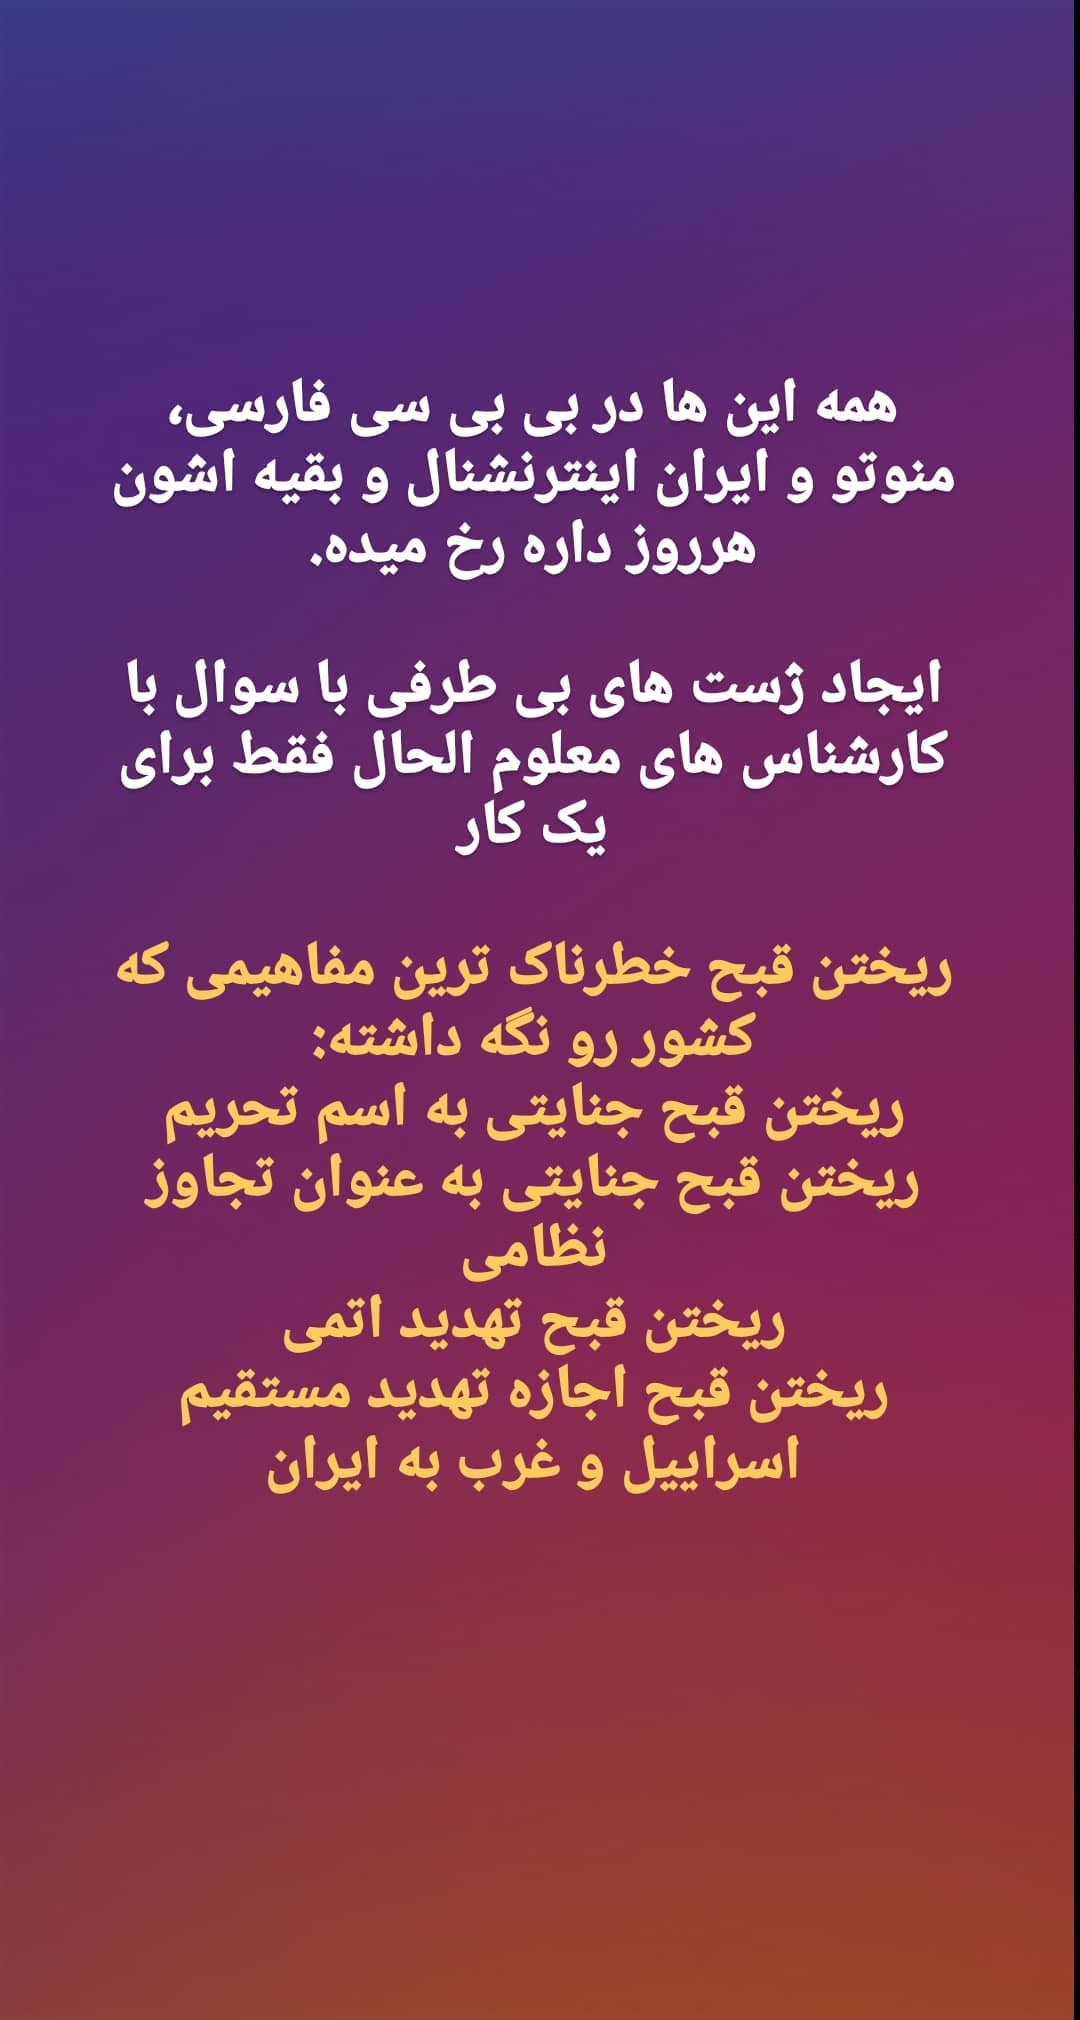 همه این ها در بی بی سی فارسی،
منوتو و ایران اینترنشنال و بقیه اشون
هرروز داره رخ میده.
ایجاد ژست های بی طرفی با سوال با
کارشناس های معلوم الحال فقط برای
یک کار
ریختن قبح خطرناک ترین مفاهیمی که
کشور رو نگه داشته:
ریختن قبح جنایتی به اسم تحریم
ریختن قبح جنایتی به عنوان تجاوز
نظامی
ریختن قبح تهدید اتمی
ریختن قبح اجازه تهدید مستقیم
اسراییل و غرب به ایران